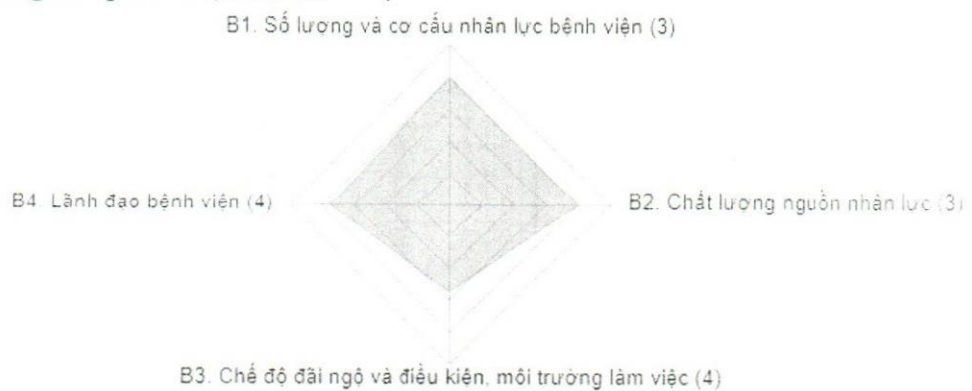 B1. Số lượng và cơ cấu nhân lực bệnh viện (3)
B4. Lãnh đạo bệnh viện (4)
B2. Chất lượng nguồn nhân lực (3)
B3. Chế độ đãi ngộ và điều kiện, môi trường làm việc (4)